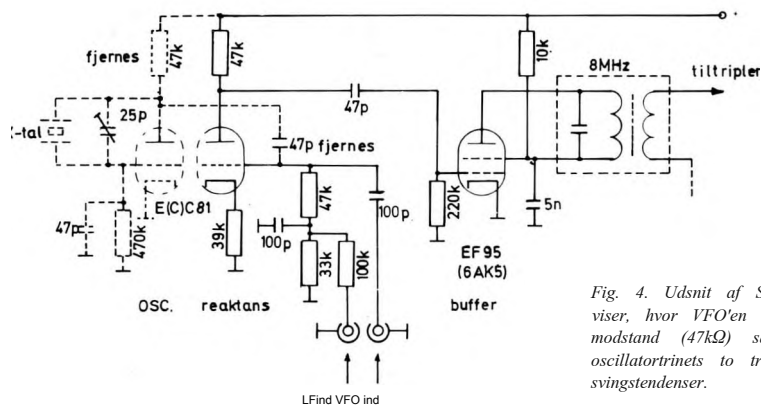 +
fjernes
47k
47k
10k
8MHz
tiltripler
47p
25p
-tal
47p fjernes
E(C)C81
47k
100p
220k
5n
47p
470k
39k
100p
33k
100k
EF95
(6AK5)
OSC. reaktans
buffer
LFind VFO ind
Fig. 4. Udsnit af S
viser, hvor VFO'en
modstand (47kΩ) s
oscillatortrinets to tr
svingstendenser.